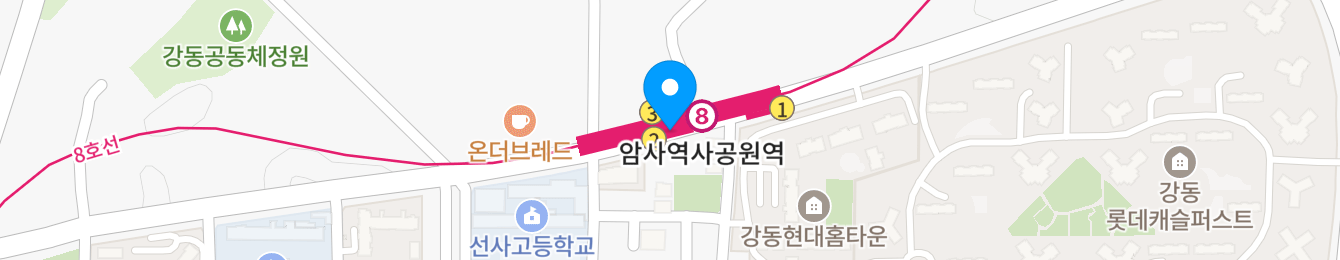 강동공동체정원
8호선
온더브레드
3
8
1
2
암사역사공원역
선사고등학교
강동현대홈타운
강동
롯데캐슬퍼스트